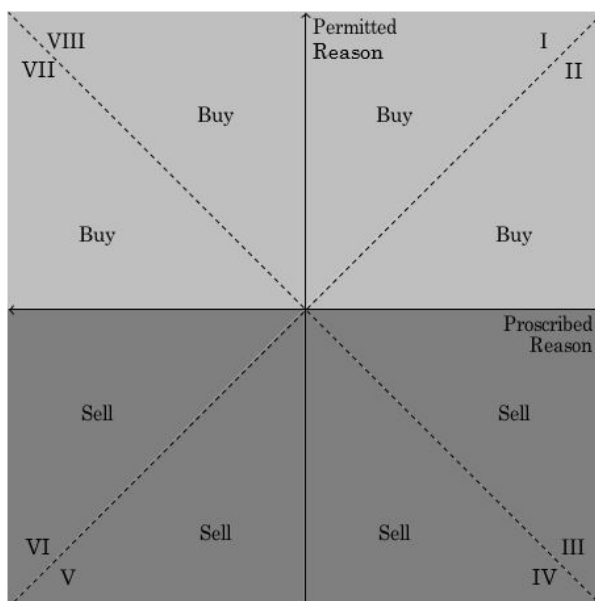 Permitted
Reason
VIII
I
VII
II
Buy
Buy
Buy
Buy
Proscribed
Reason
Sell
Sell
Sell
Sell
VI
III
V
IV